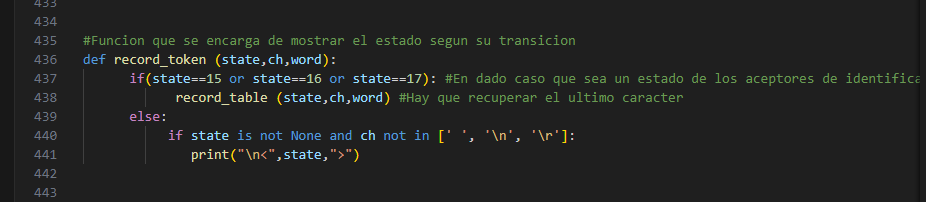 433
434
435 #Funcion que se encarga de mostrar el estado segun su transicion
436 def record_token (state,ch,word):
437 if(state==15 or state==16 or state==17): #En dado caso que sea un estado de los aceptores de identifica
438 record_table (state,ch,word) #Hay que recuperar el ultimo caracter
439 else:
440 if state is not None and ch not in [' ', '\n', '\r']:
441 print("\n<",state,">")
442
443